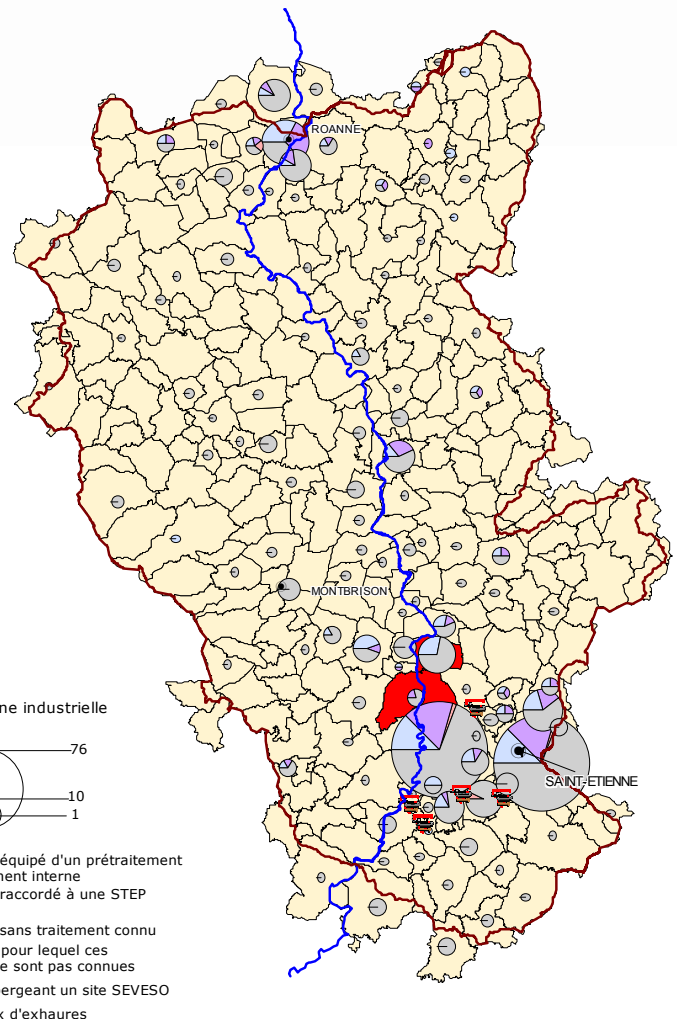 ROANNE
MONTBRISON
ne industrielle
76
10
1
SAINT-ETIENNE
équipé d'un prétraitement
ment interne
raccordé à une STEP
sans traitement connu
pour lequel ces
e sont pas connues
bergeant un site SEVESO
x d'exhaures